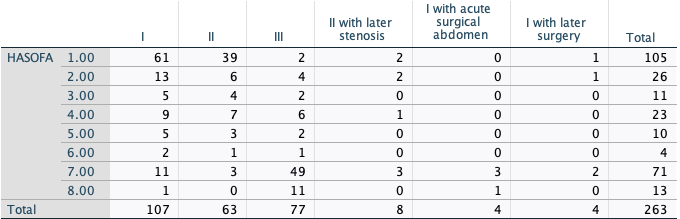 I II III II with later stenosis I with acute surgical abdomen I with later surgery Total
HASOFA 1.00 61 39 2 2 0 1 105
2.00 13 6 4 2 0 1 26
3.00 5 4 2 0 0 0 11
4.00 9 7 6 1 0 0 23
5.00 5 3 2 0 0 0 10
6.00 2 1 1 0 0 0 4
7.00 11 3 49 3 3 2 71
8.00 1 0 11 0 1 0 13
Total 107 63 77 8 4 4 263